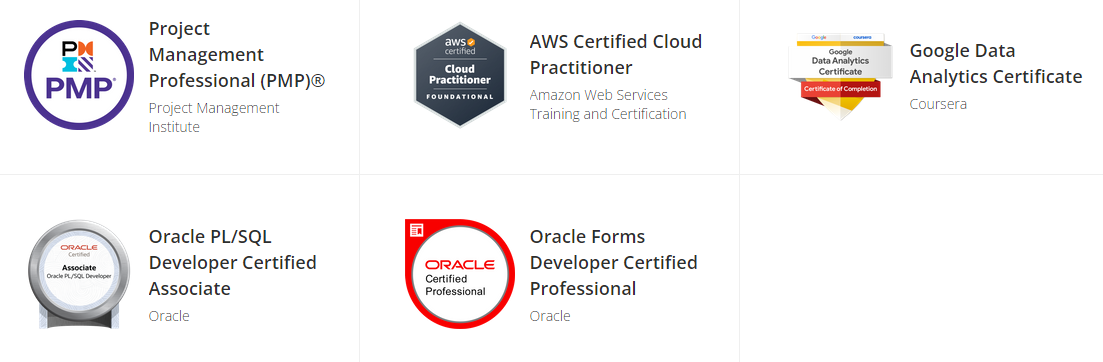 PMP®
Project
Management
Professional (PMP)®
Project Management
Institute
aws
certified
Cloud
Practitioner
FOUNDATIONAL
AWS Certified Cloud
Practitioner
Amazon Web Services
Training and Certification
Google
coursera
Google
Data Analytics
Certificate
Certificate of Completion
Google Data
Analytics Certificate
Coursera
ORACLE
Certified
Associate
Oracle PL/SQL Developer
Oracle PL/SQL
Developer Certified
Associate
Oracle
ORACLE
Certified
Professional
Oracle Forms
Developer Certified
Professional
Oracle